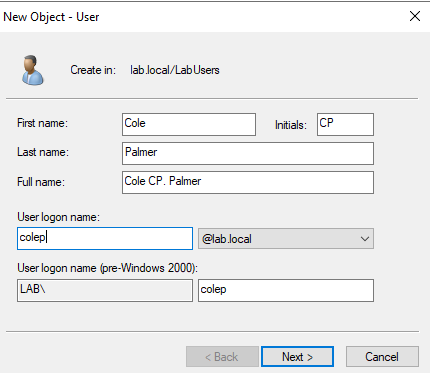 New Object - User
Create in: lab.local/LabUsers
First name: Cole Initials: CP
Last name: Palmer
Full name: Cole CP. Palmer
User logon name:
colep @lab.local
User logon name (pre-Windows 2000):
LAB\ colep
< Back Next > Cancel